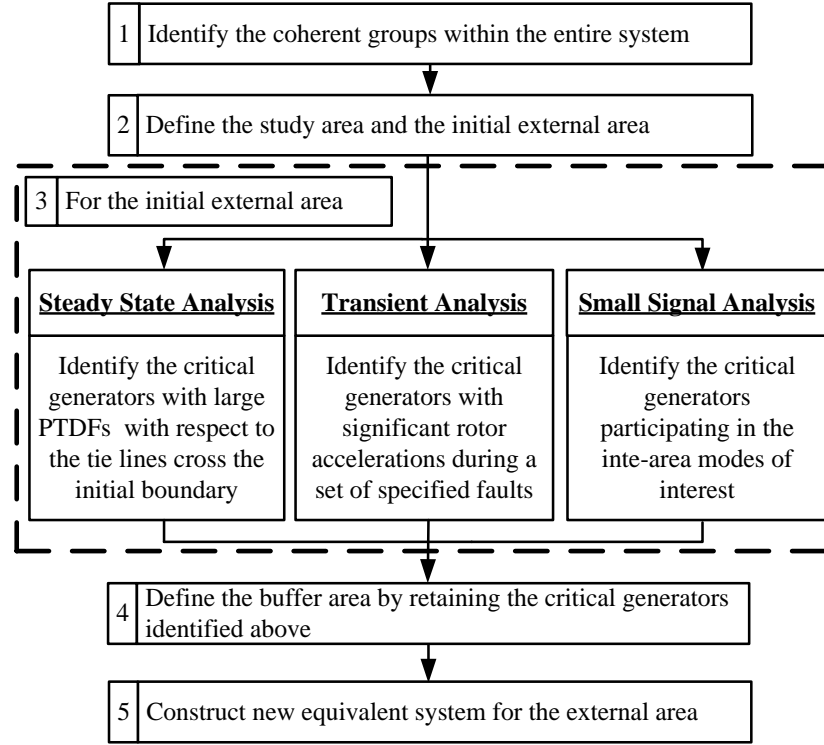 1 Identify the coherent groups within the entire system
2 Define the study area and the initial external area
3 For the initial external area
Steady State Analysis
Identify the critical
generators with large
PTDFs with respect to
the tie lines cross the
initial boundary
Transient Analysis
Identify the critical
generators with
significant rotor
accelerations during a
set of specified faults
Small Signal Analysis
Identify the critical
generators
participating in the
inte-area modes of
interest
4 Define the buffer area by retaining the critical generators
identified above
5 Construct new equivalent system for the external area